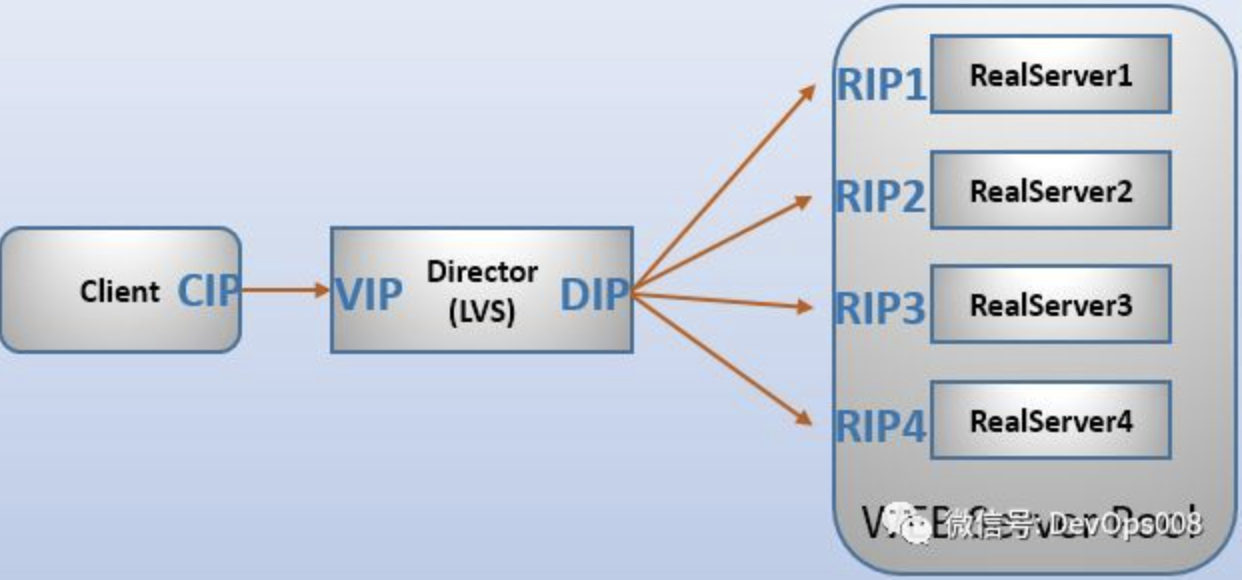 RIP1 RealServer1
RIP2 RealServer2
Client CIP VIP Director DIP
(LVS)
RIP3 RealServer3
RIP4 RealServer4
WEB Server Pool
微信号: DevOps008